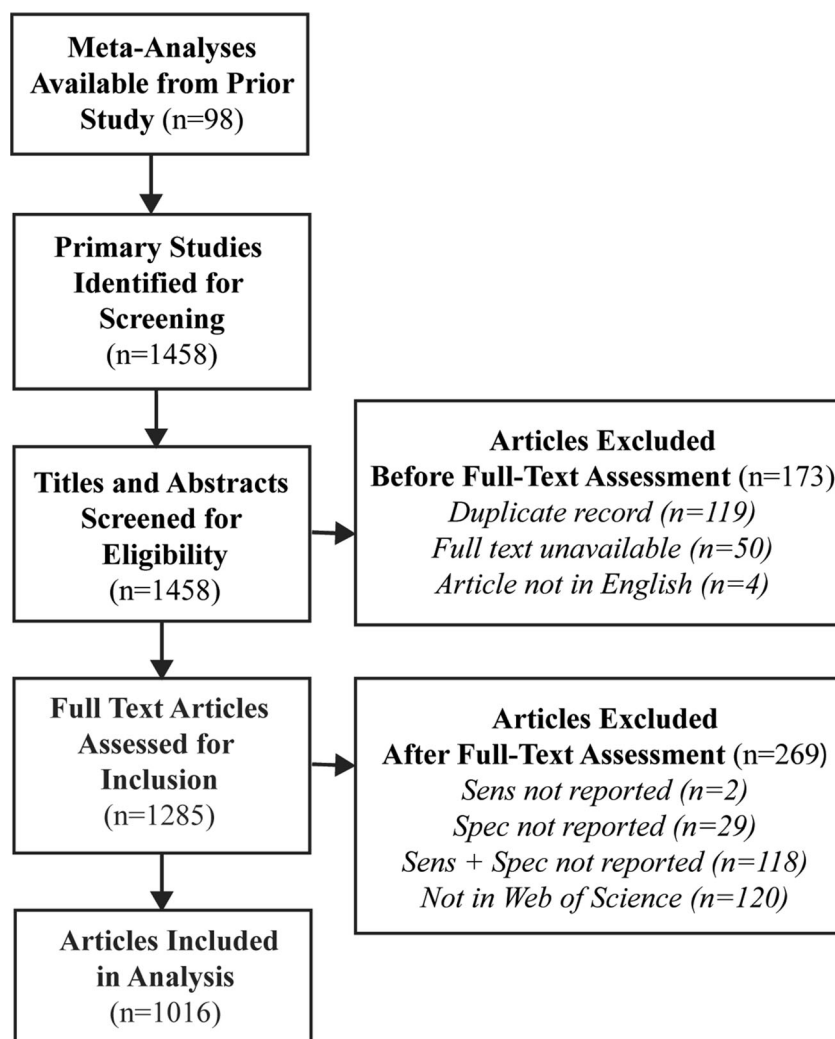 Meta-Analyses
Available from Prior
Study (n=98)
Primary Studies
Identified for
Screening
(n=1458)
Titles and Abstracts
Screened for
Eligibility
(n=1458)
Articles Excluded
Before Full-Text Assessment (n=173)
Duplicate record (n=119)
Full text unavailable (n=50)
Article not in English (n=4)
Full Text Articles
Assessed for
Inclusion
(n=1285)
Articles Excluded
After Full-Text Assessment (n=269)
Sens not reported (n=2)
Spec not reported (n=29)
Sens + Spec not reported (n=118)
Not in Web of Science (n=120)
Articles Included
in Analysis
(n=1016)